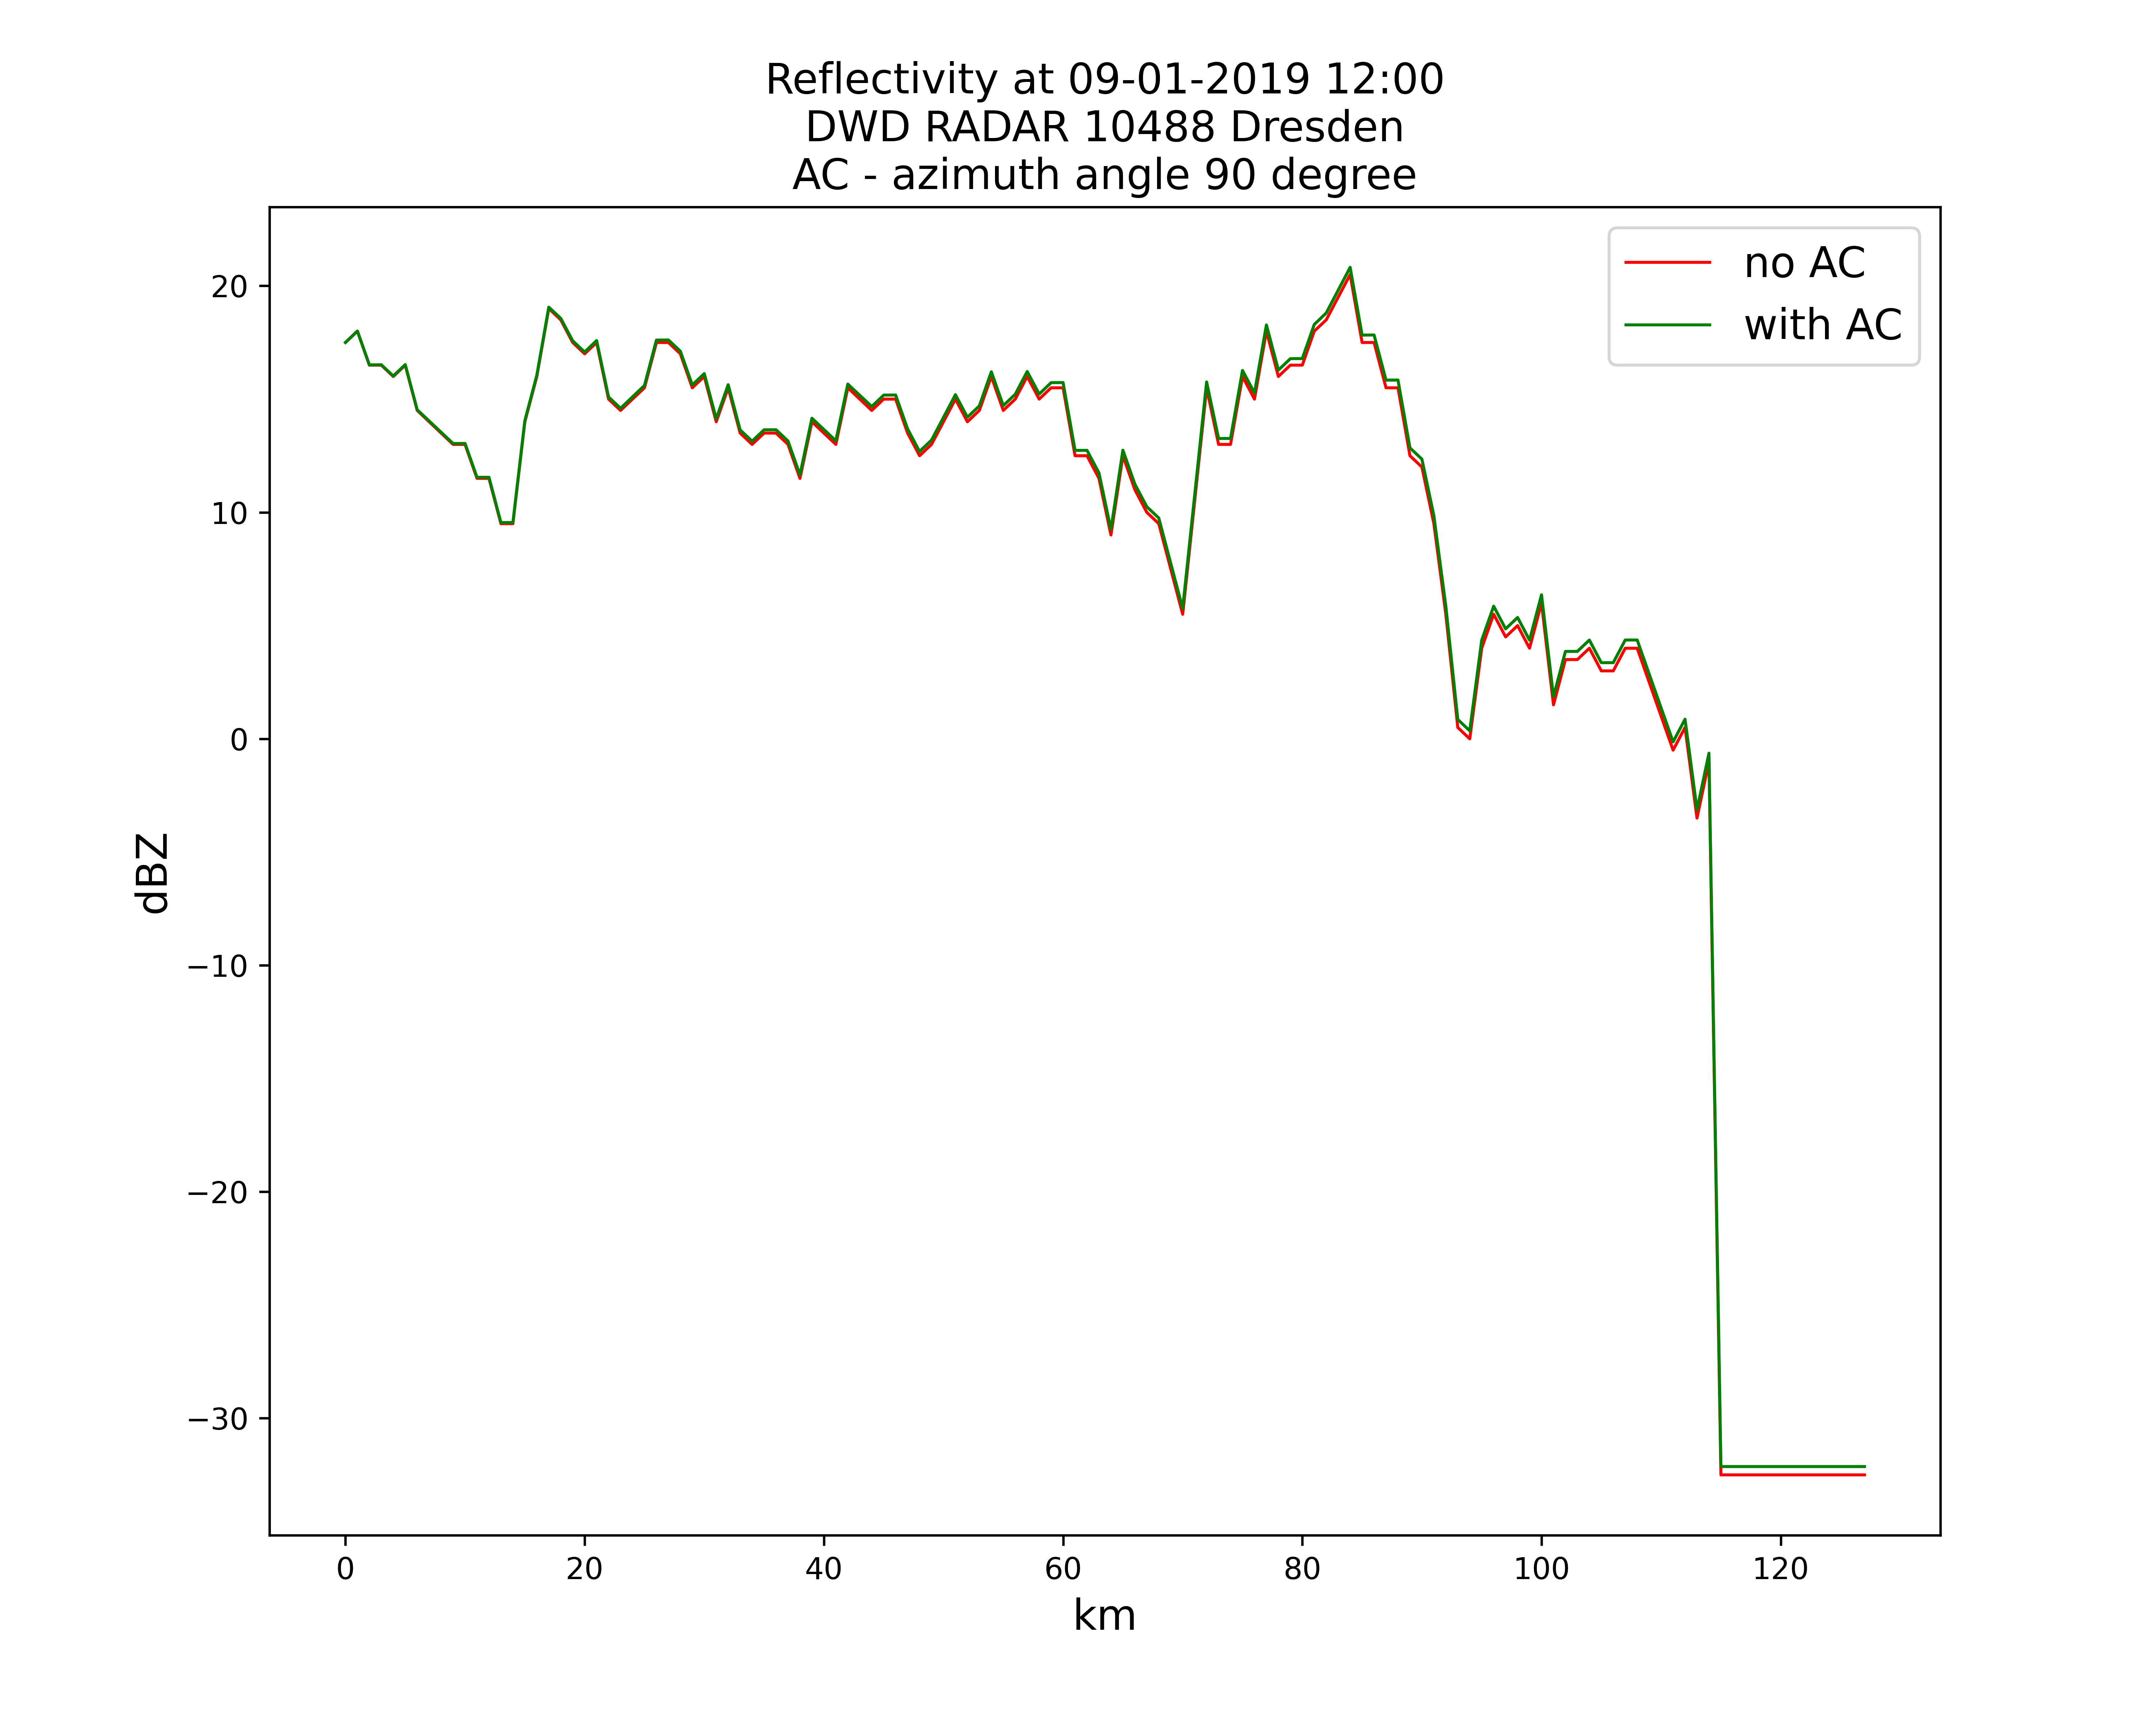 Reflectivity at 09-01-2019 12:00
DWD RADAR 10488 Dresden
AC - azimuth angle 90 degree
no AC
with AC
20
10
0
−10
−20
−30
dBZ
0 20 40 60 80 100 120
km